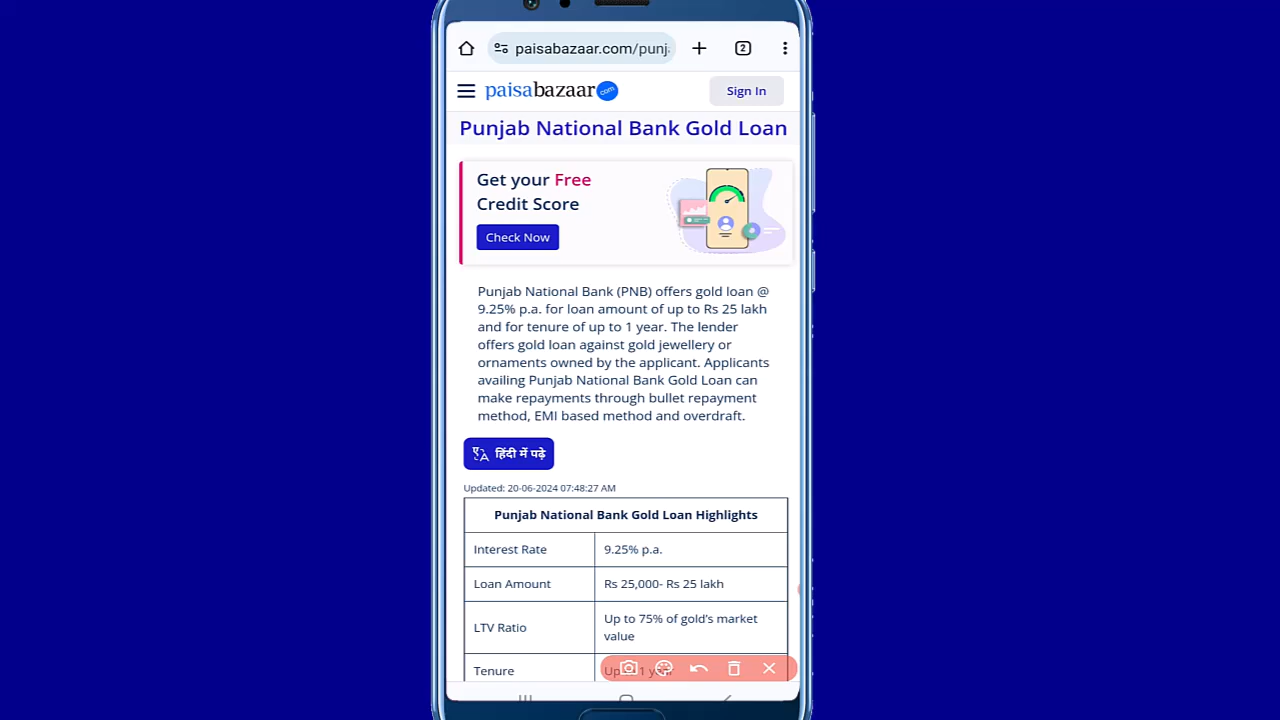 paisabazaar.com/punj
2
paisabazaar com
Sign In
Punjab National Bank Gold Loan
Get your Free
Credit Score
Check Now
Punjab National Bank (PNB) offers gold loan @
9.25% p.a. for loan amount of up to Rs 25 lakh
and for tenure of up to 1 year. The lender
offers gold loan against gold jewellery or
ornaments owned by the applicant. Applicants
availing Punjab National Bank Gold Loan can
make repayments through bullet repayment
method, EMI based method and overdraft.
हिंदी में पढ़े
Updated: 20-06-2024 07:48:27 AM
Punjab National Bank Gold Loan Highlights
Interest Rate 9.25% p.a.
Loan Amount Rs 25,000- Rs 25 lakh
LTV Ratio Up to 75% of gold’s market
value
Tenure Up to 1 year